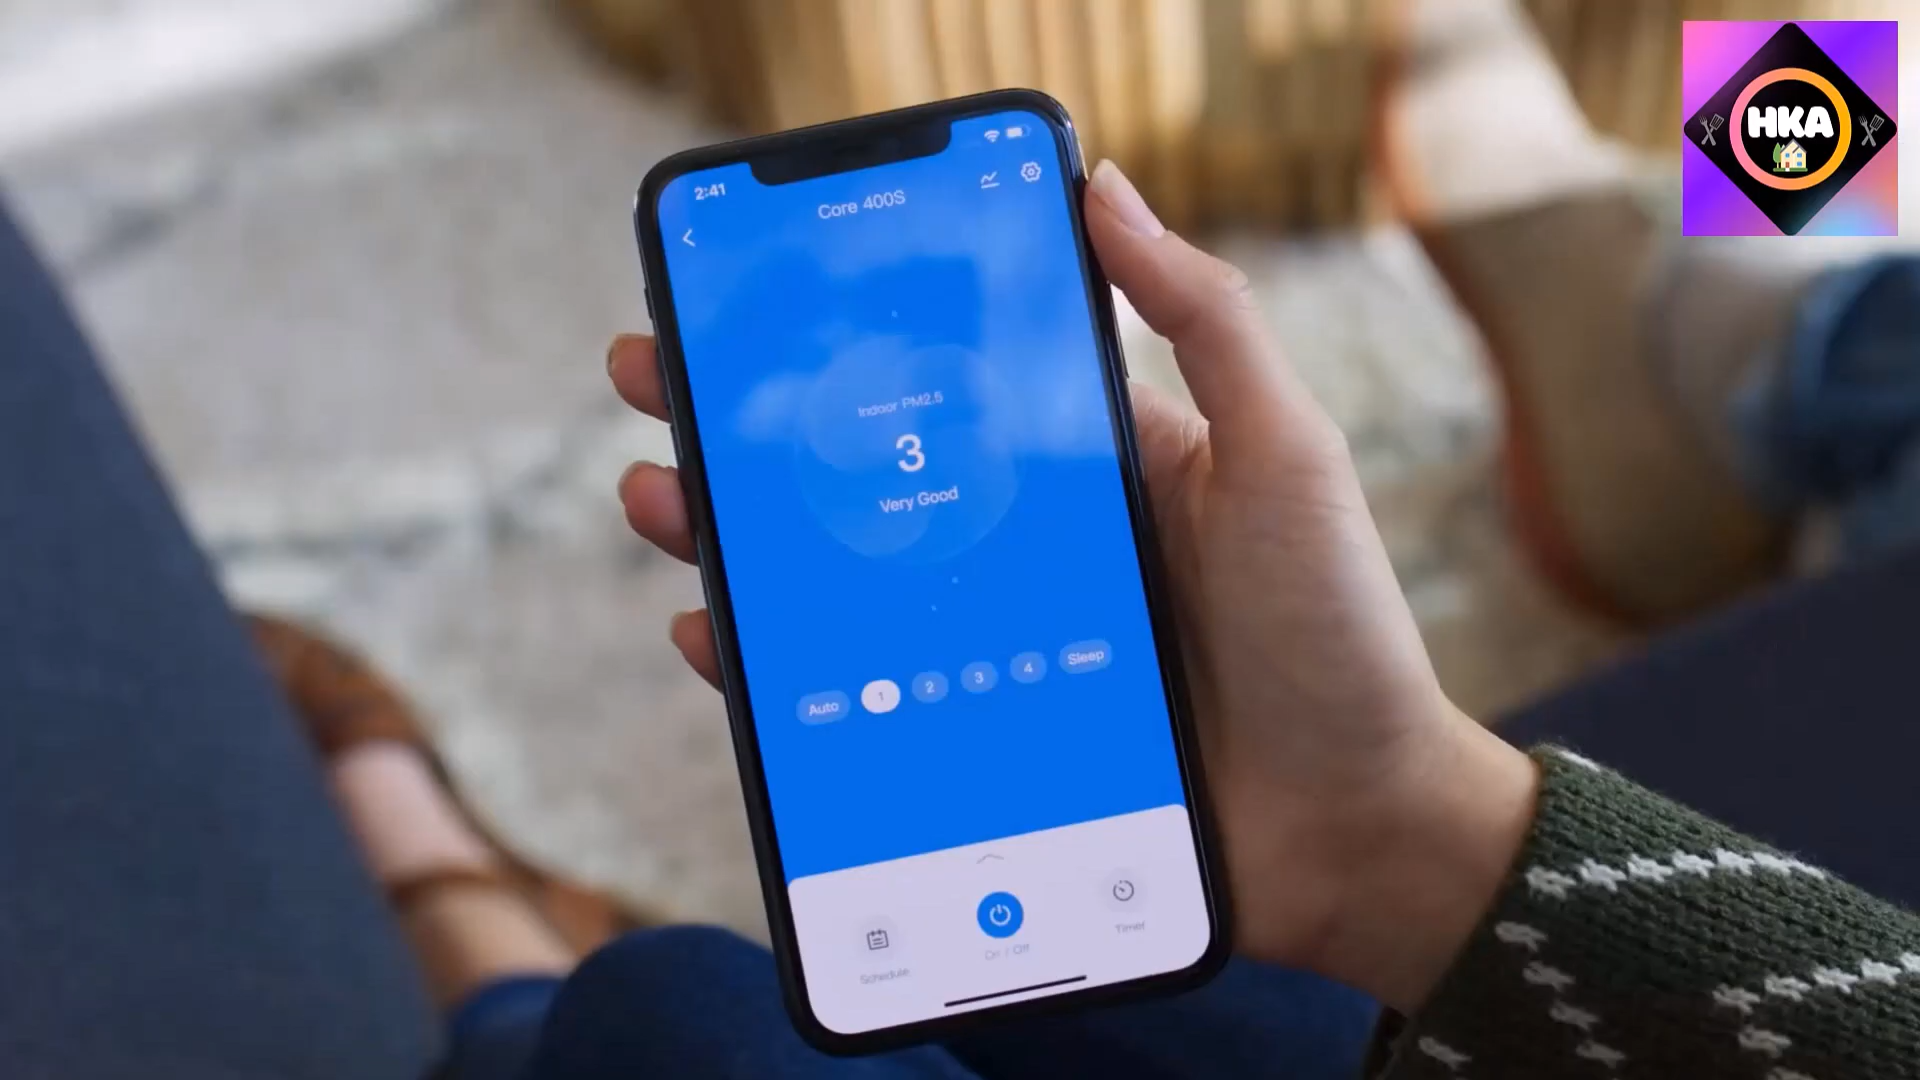 HKA
2:41
Core 400S
Indoor PM2.5
3
Very Good
Auto 1 2 3 4 Sleep
Schedule
On / Off
Timer